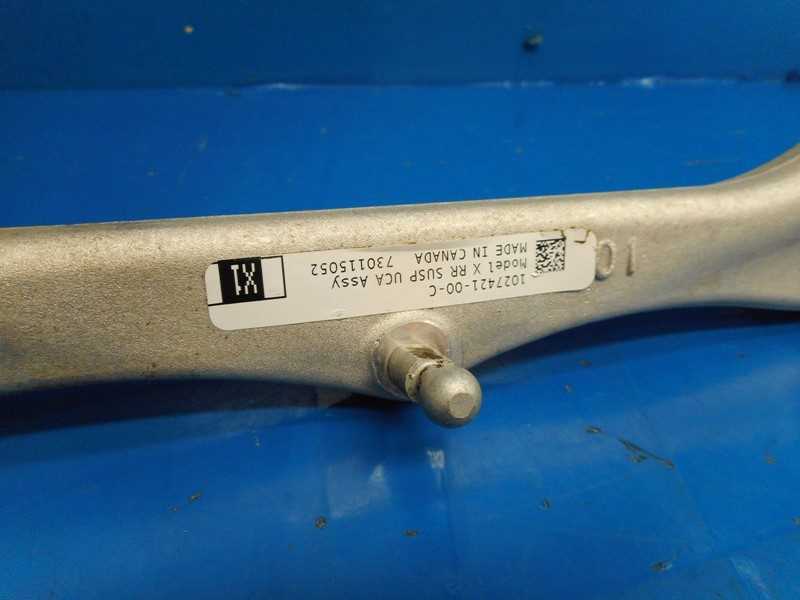 1027421-00-C
Model X RR SUSP UCA Assy
MADE IN CANADA 730115052
X1
01